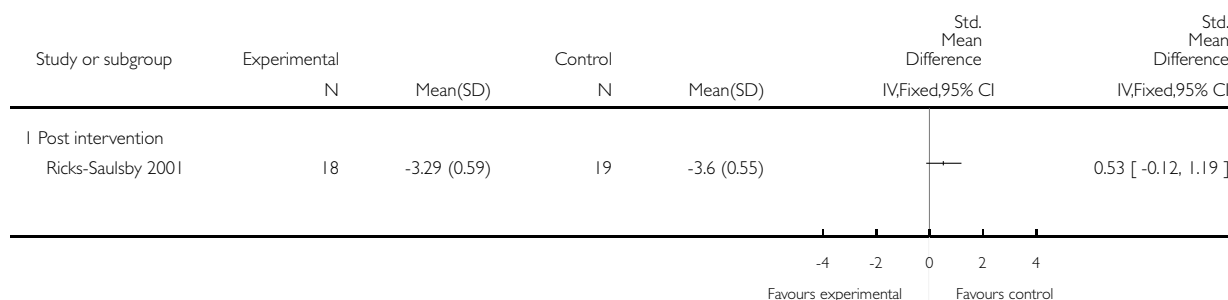 Std. Mean Difference Std. Mean Difference
Study or subgroup Experimental Control
N Mean(SD) N Mean(SD) IV,Fixed,95% CI IV,Fixed,95% CI
1 Post intervention
Ricks-Saulsby 2001 18 -3.29 (0.59) 19 -3.6 (0.55) 0.53 [ -0.12, 1.19 ]
-4 -2 0 2 4
Favours experimental Favours control